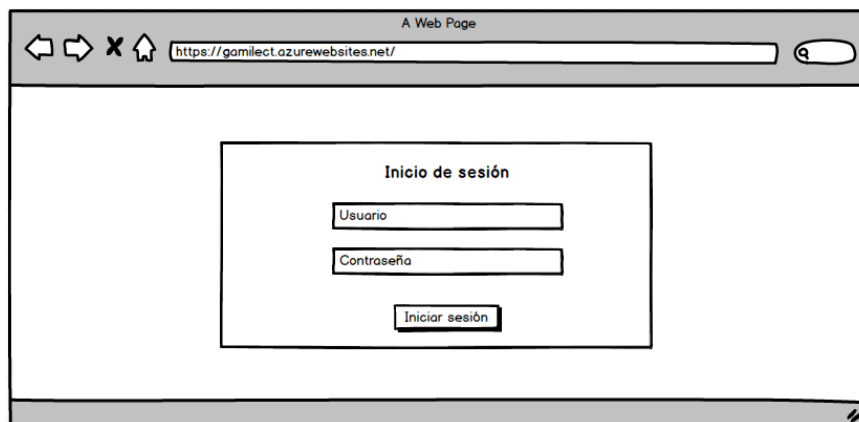 A Web Page
https://gamilect.azurewebsites.net/
Inicio de sesión
Usuario
Contraseña
Iniciar sesión